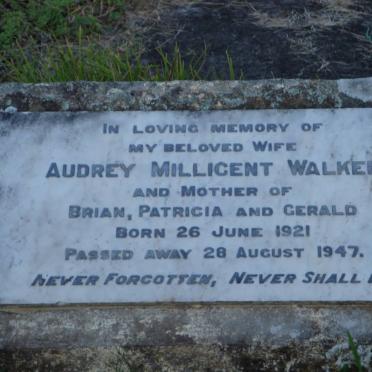 IN LOVING MEMORY OF
MY BELOVED WIFE
AUDREY MILLICENT WALKER
AND MOTHER OF
BRIAN, PATRICIA AND GERALD
BORN 26 JUNE 1921
PASSED AWAY 28 AUGUST 1947.
NEVER FORGOTTEN, NEVER SHALL